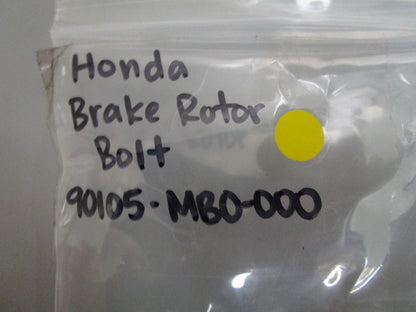 Honda
Brake Rotor
Bolt
90105-MB0-000